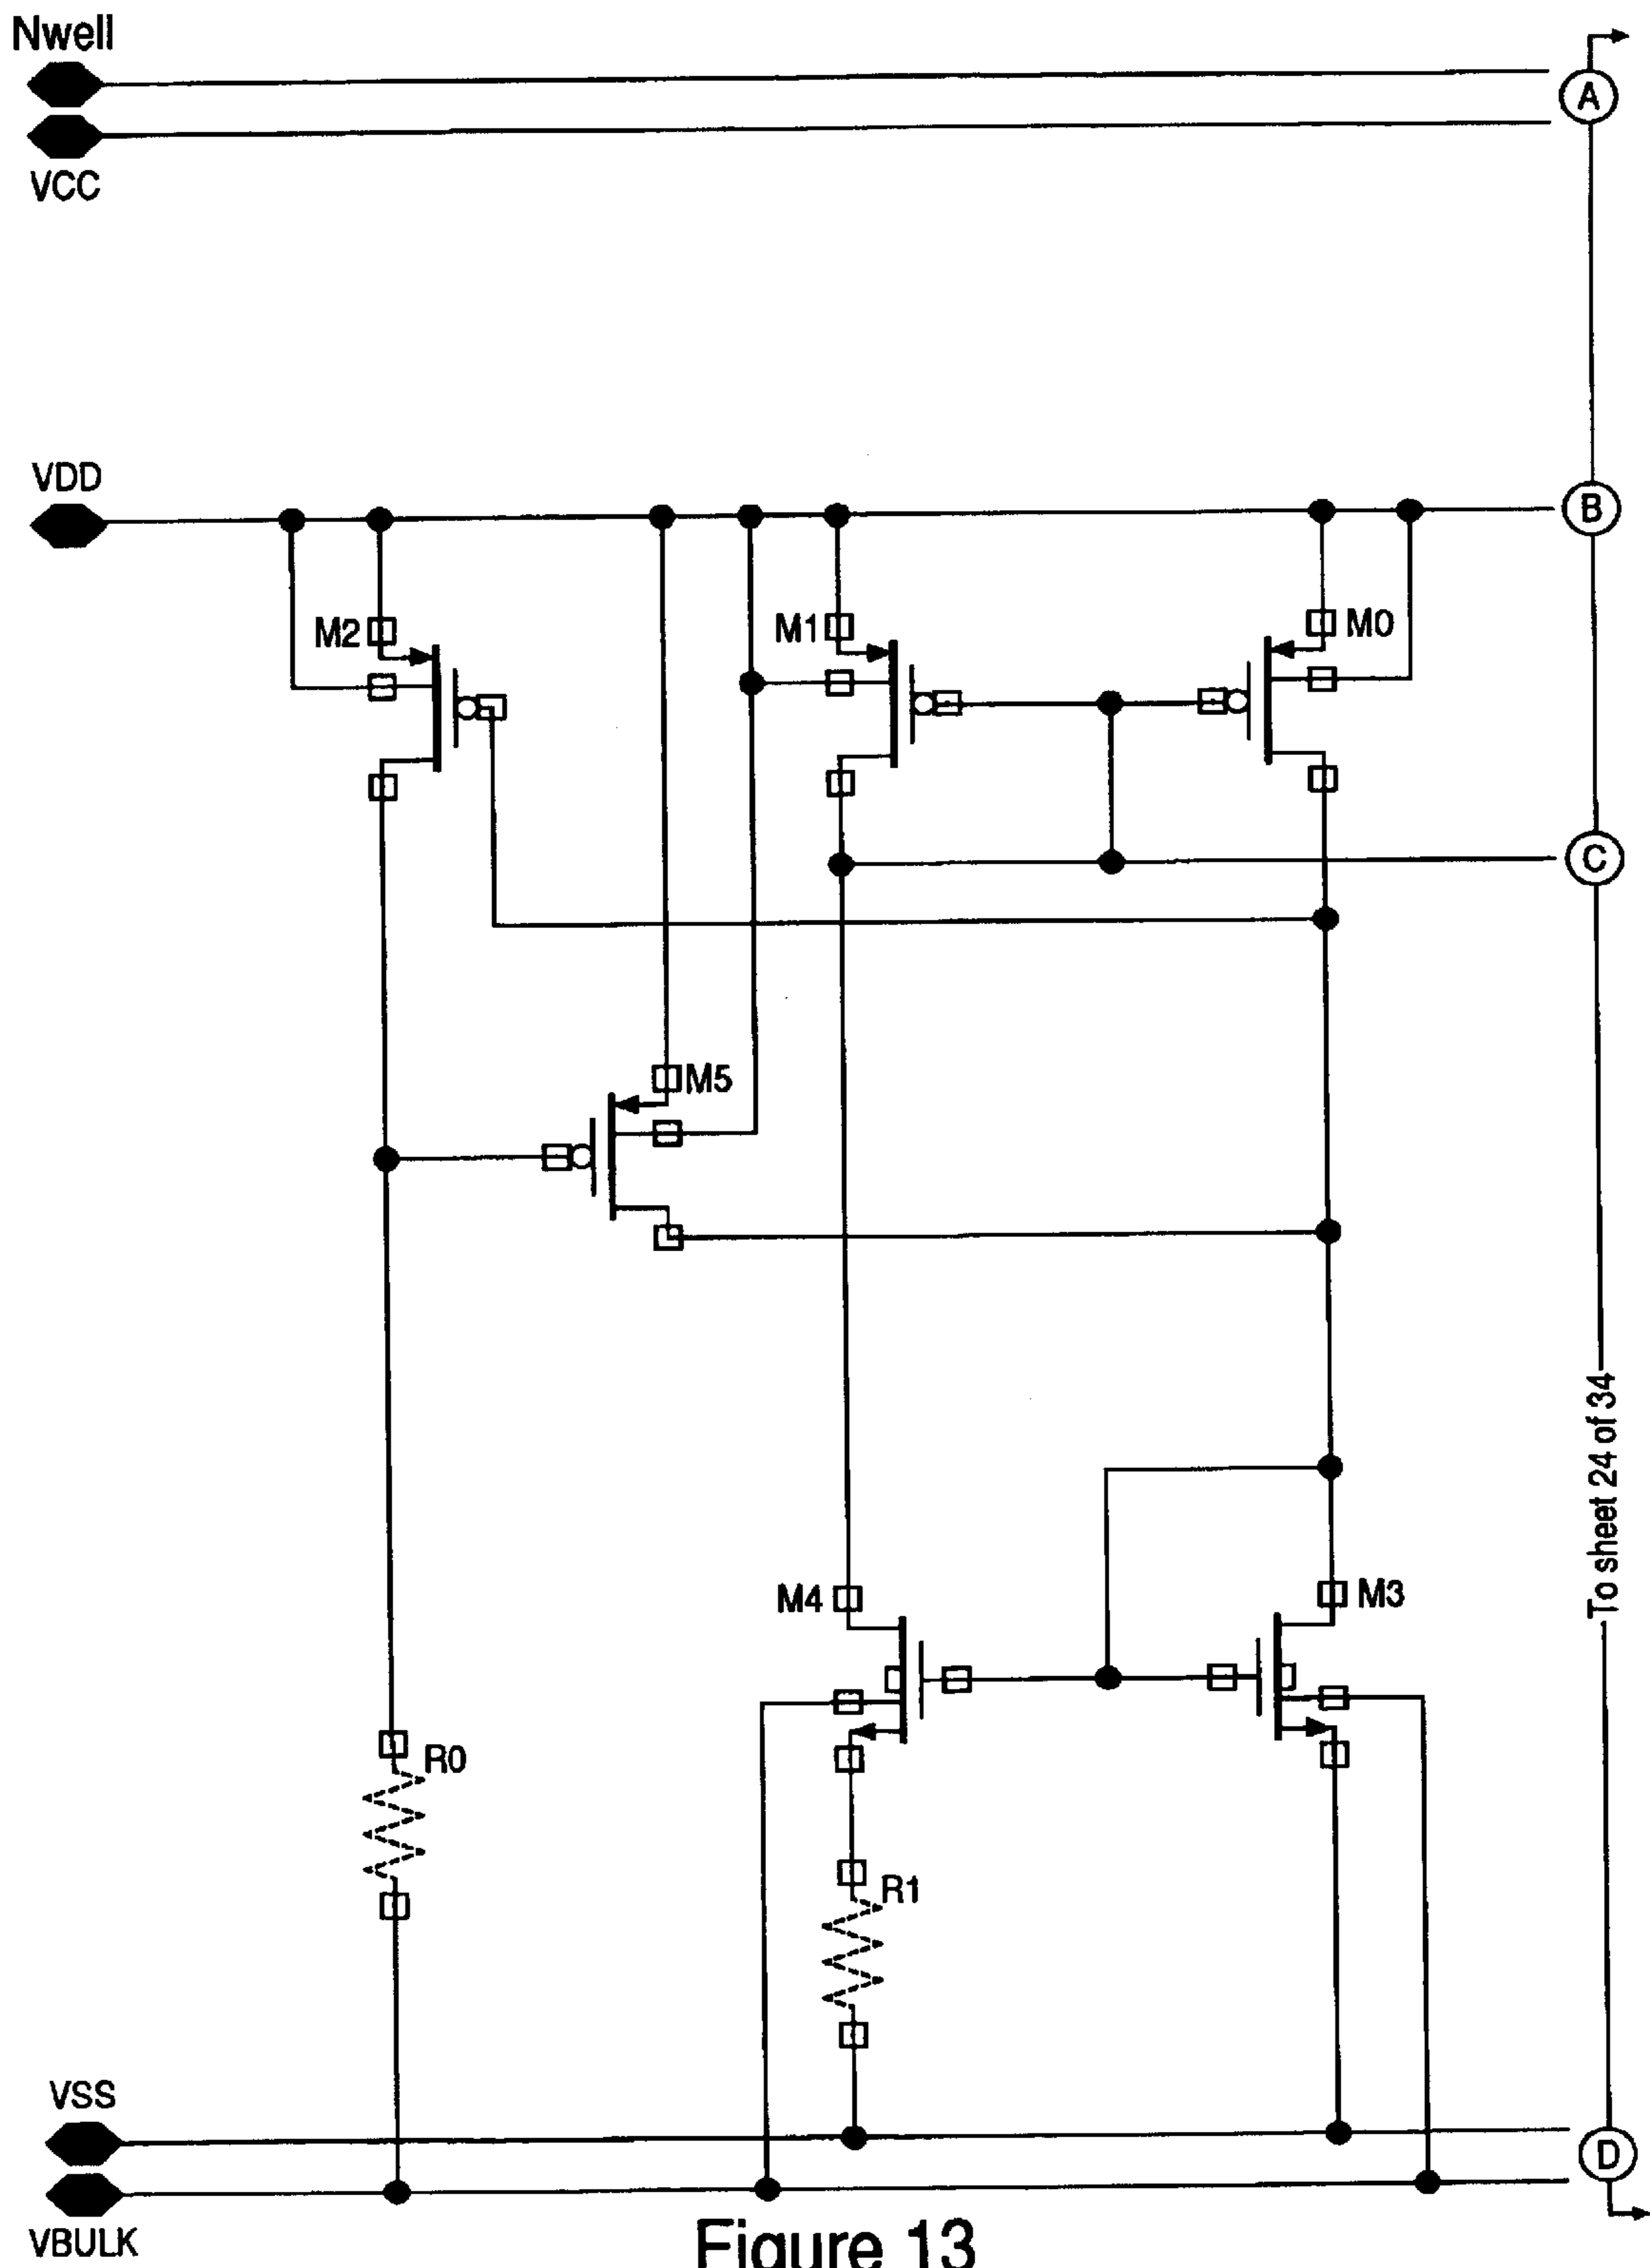 Nwell
A
VCC
VDD
B
M2
M1
M0
C
M5
To sheet 24 of 34
M4
M3
R0
R1
VSS
D
VBULK
Figure 13